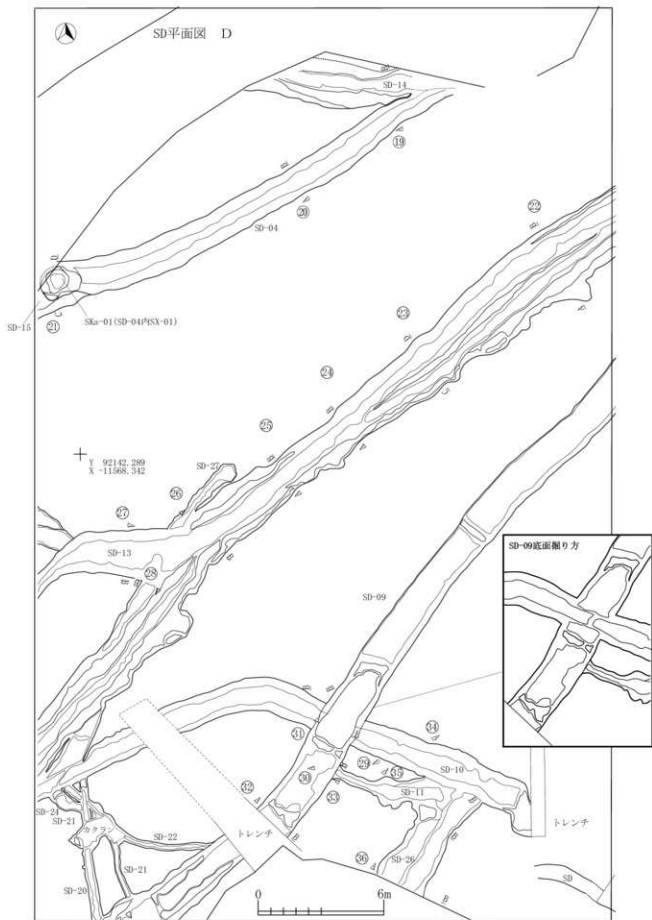 SD平面図 D
SD-14
⑲
⑳
SD-04
㉒
SD-15
㉑
SKa-01(SD-04内SX-01)
㉓
㉔
㉕
Y 92142.289
X -11568.342
SD-27
㉖
㉗
SD-13
㉘
SD-09底面掘り方
SD-09
㉛
㉞
㉙
SD-10
㉚
㉟
SD-11
㉜
㉝
SD-24
SD-21
カクラン
SD-22
トレンチ
トレンチ
SD-21
SD-26
㊱
SD
SD-20
0
6m